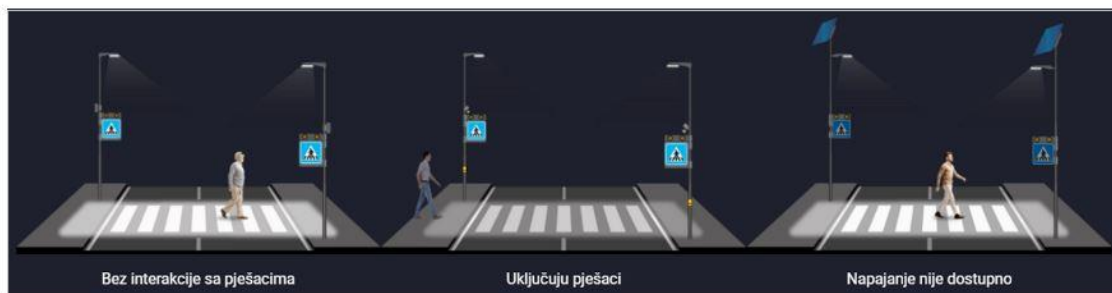 Bez interakcije sa pješacima
Uključuju pješaci
Napajanje nije dostupno